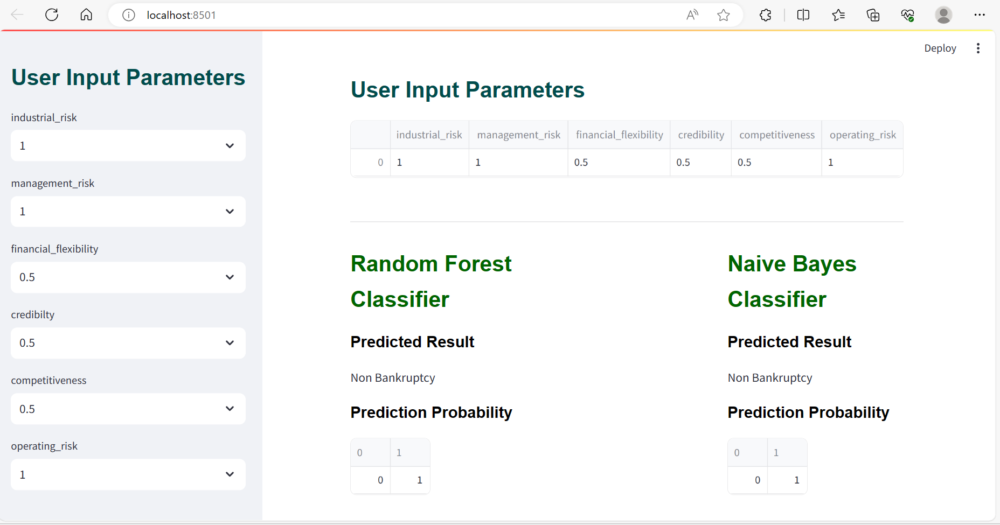 localhost:8501
Deploy
User Input Parameters
industrial_risk
1
management_risk
1
financial_flexibility
0.5
credibilty
0.5
competitiveness
0.5
operating_risk
1
User Input Parameters
industrial_risk management_risk financial_flexibility credibility competitiveness operating_risk
0 1 1 0.5 0.5 0.5 1
Random Forest
Classifier
Predicted Result
Non Bankruptcy
Prediction Probability
0 1
0 1
Naive Bayes
Classifier
Predicted Result
Non Bankruptcy
Prediction Probability
0 1
0 1